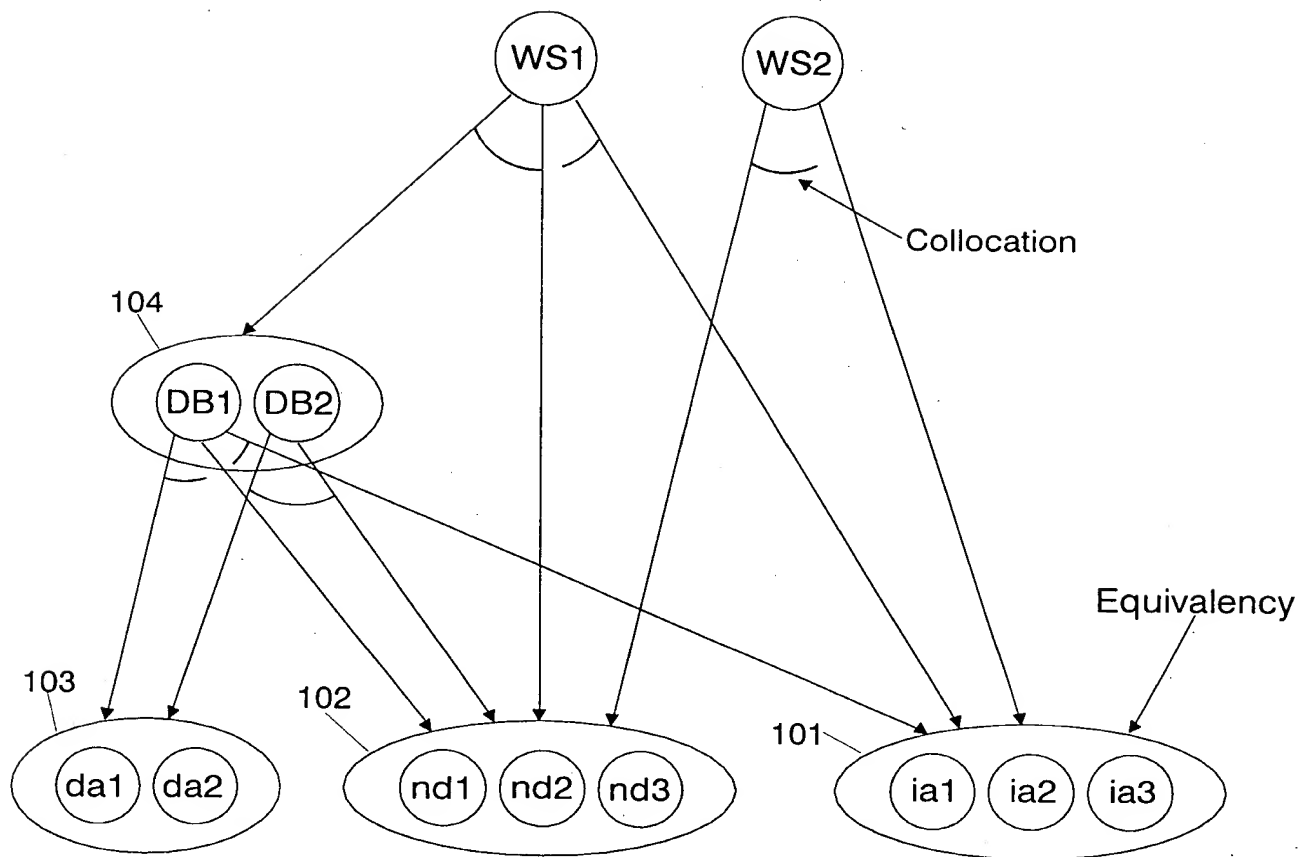 WS1
WS2
Collocation
104
DB1
DB2
Equivalency
103
102
101
da1
da2
nd1
nd2
nd3
ia1
ia2
ia3